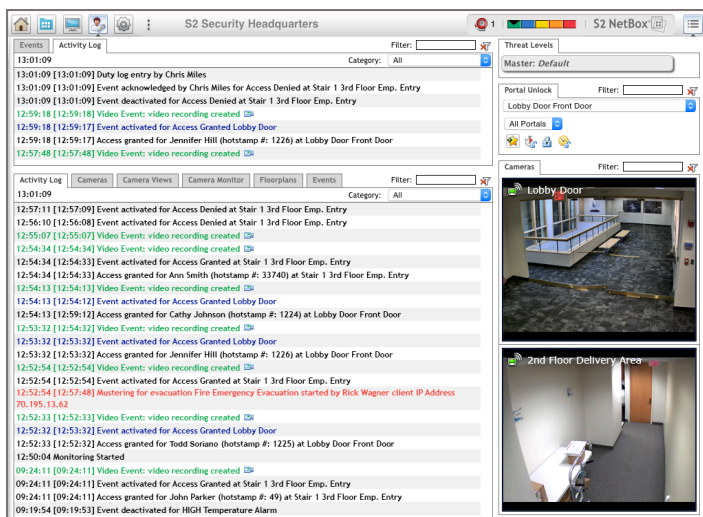 S2 Security Headquarters
1
S2 NetBox
Events Activity Log Filter:
13:01:09 Category: All
13:01:09 [13:01:09] Duty log entry by Chris Miles
13:01:09 [13:01:09] Event acknowledged by Chris Miles for Access Denied at Stair 1 3rd Floor Emp. Entry
13:01:09 [13:01:09] Event deactivated for Access Denied at Stair 1 3rd Floor Emp. Entry
12:59:18 [12:59:18] Video Event: video recording created
12:59:18 [12:59:17] Event activated for Access Granted Lobby Door
12:59:18 [12:59:17] Access granted for Jennifer Hill (hotstamp #: 1226) at Lobby Door Front Door
12:57:48 [12:57:48] Video Event: video recording created
Activity Log Cameras Camera Views Camera Monitor Floorplans Events Filter:
13:01:09 Category: All
12:57:11 [12:57:09] Event activated for Access Denied at Stair 1 3rd Floor Emp. Entry
12:56:10 [12:56:08] Event activated for Access Denied at Stair 1 3rd Floor Emp. Entry
12:55:07 [12:55:07] Video Event: video recording created
12:54:34 [12:54:34] Video Event: video recording created
12:54:34 [12:54:33] Event activated for Access Granted at Stair 1 3rd Floor Emp. Entry
12:54:34 [12:54:33] Access granted for Ann Smith (hotstamp #: 33740) at Stair 1 3rd Floor Emp. Entry
12:54:13 [12:54:13] Video Event: video recording created
12:54:13 [12:54:12] Event activated for Access Granted Lobby Door
12:54:13 [12:59:12] Access granted for Cathy Johnson (hotstamp #: 1224) at Lobby Door Front Door
12:53:32 [12:54:32] Video Event: video recording created
12:53:32 [12:53:32] Event activated for Access Granted Lobby Door
12:53:32 [12:53:32] Access granted for Jennifer Hill (hotstamp #: 1226) at Lobby Door Front Door
12:52:54 [12:52:54] Video Event: video recording created
12:52:54 [12:52:54] Event activated for Access Granted at Stair 1 3rd Floor Emp. Entry
12:52:54 [12:57:48] Mustering for evacuation Fire Emergency Evacuation started by Rick Wagner client IP Address
70.195.13.62
12:52:33 [12:52:33] Video Event: video recording created
12:52:32 [12:52:32] Event activated for Access Granted Lobby Door
12:52:33 [12:52:32] Access granted for Todd Soriano (hotstamp #: 1225) at Lobby Door Front Door
12:50:04 Monitoring Started
09:24:11 [09:24:11] Video Event: video recording created
09:24:11 [09:24:11] Event activated for Access Granted at Stair 1 3rd Floor Emp. Entry
09:24:11 [09:24:11] Access granted for John Parker (hotstamp #: 49) at Stair 1 3rd Floor Emp. Entry
09:19:54 [09:19:53] Event deactivated for HIGH Temperature Alarm
Threat Levels
Master: Default
Portal Unlock Filter:
Lobby Door Front Door
All Portals
Cameras Filter:
Lobby Door
2nd Floor Delivery Area